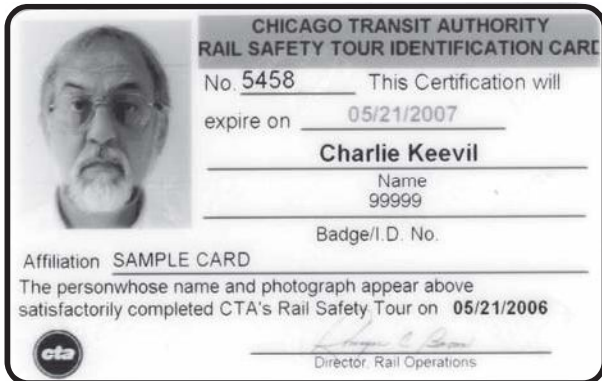 CHICAGO TRANSIT AUTHORITY
RAIL SAFETY TOUR IDENTIFICATION CARD
No. 5458 This Certification will
expire on 05/21/2007
Charlie Keevil
Name
99999
Badge/I.D. No.
Affiliation SAMPLE CARD
The personwhose name and photograph appear above
satisfactorily completed CTA's Rail Safety Tour on 05/21/2006
cta
Director, Rail Operations